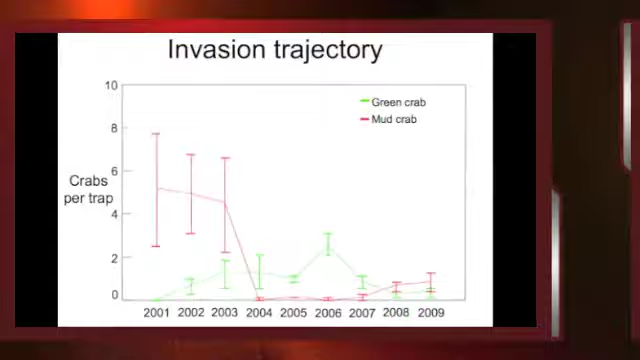 Invasion trajectory
10
8
6
4
2
0
Crabs
per trap
Green crab
Mud crab
2001 2002 2003 2004 2005 2006 2007 2008 2009